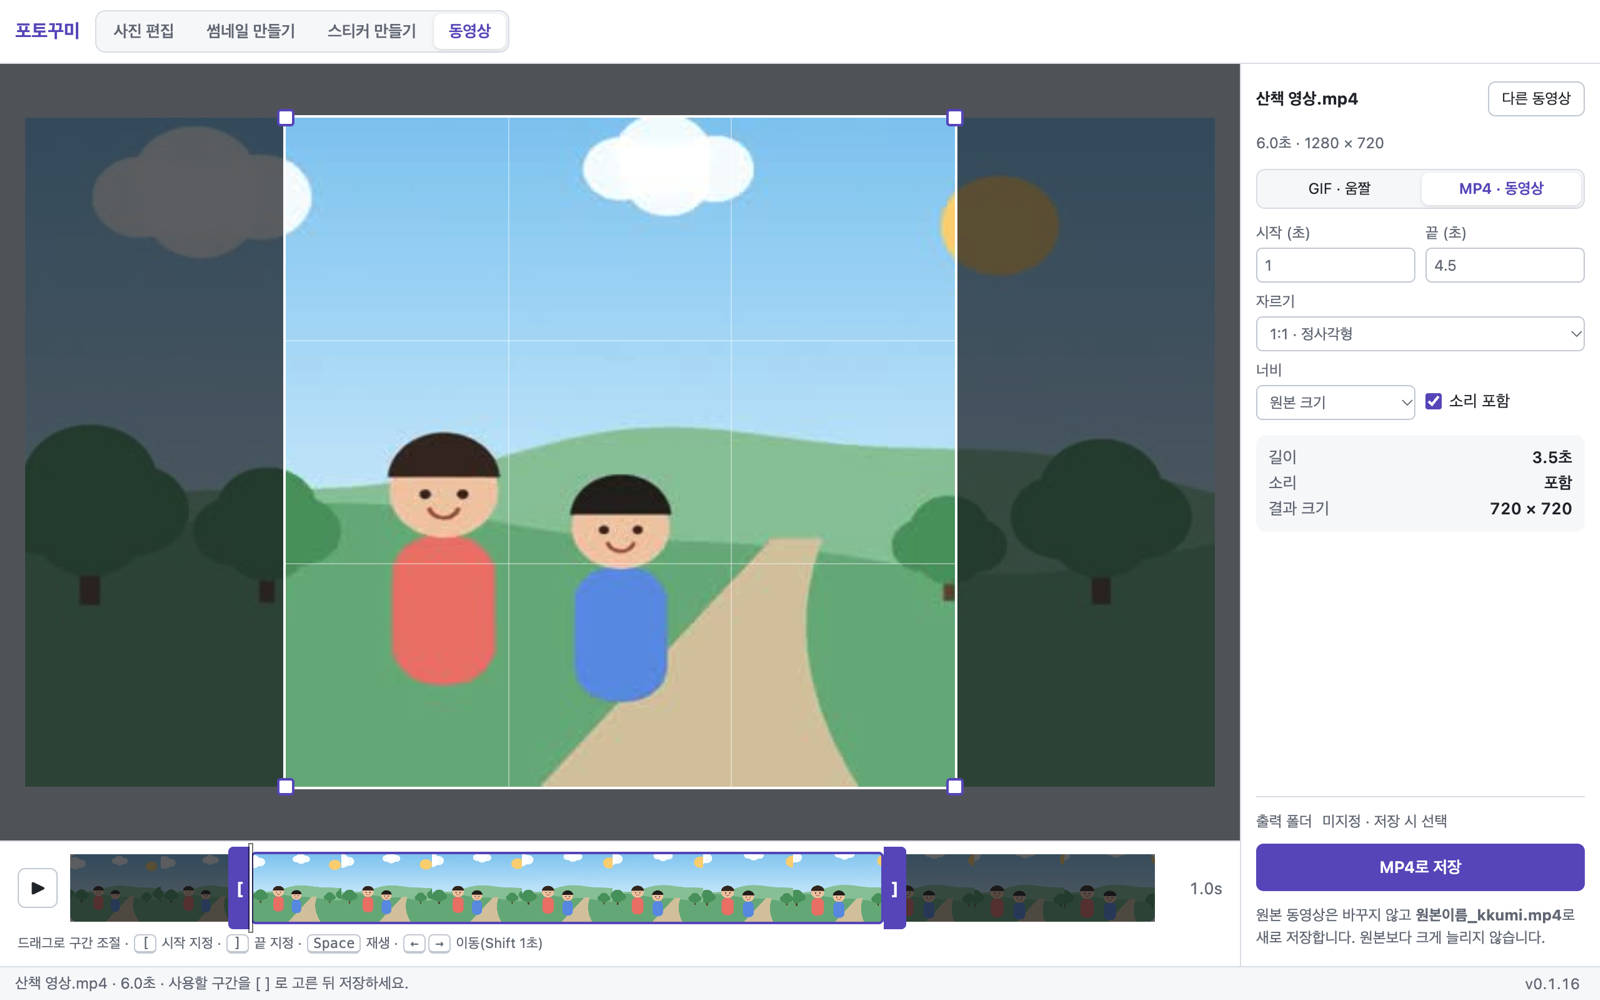 포토꾸미 사진 편집 썸네일 만들기 스티커 만들기 동영상
산책 영상.mp4 다른 동영상
6.0초 · 1280 × 720
GIF · 움짤 MP4 · 동영상
시작 (초) 끝 (초)
1 4.5
자르기
1:1 · 정사각형
너비
원본 크기 소리 포함
길이 3.5초
소리 포함
결과 크기 720 × 720
출력 폴더 미지정 · 저장 시 선택
MP4로 저장
원본 동영상은 바꾸지 않고 원본이름_kkumi.mp4로
새로 저장합니다. 원본보다 크게 늘리지 않습니다.
[ ] 1.0s
드래그로 구간 조절 · [ 시작 지정 · ] 끝 지정 · Space 재생 · ← → 이동(Shift 1초)
산책 영상.mp4 · 6.0초 · 사용할 구간을 [ ] 로 고른 뒤 저장하세요. v0.1.16